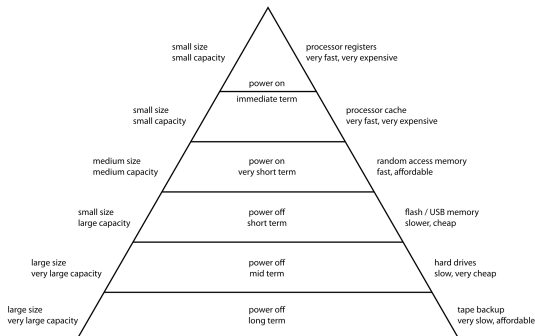 small size
small capacity
processor registers
very fast, very expensive
power on
immediate term
small size
small capacity
processor cache
very fast, very expensive
medium size
medium capacity
power on
very short term
random access memory
fast, affordable
small size
large capacity
power off
short term
flash / USB memory
slower, cheap
large size
very large capacity
power off
mid term
hard drives
slow, very cheap
large size
very large capacity
power off
long term
tape backup
very slow, affordable